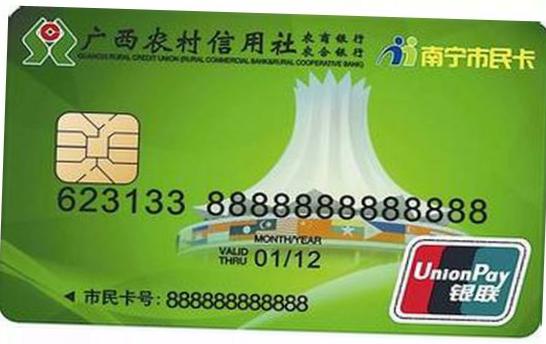 广西农村信用社 农商银行 农合银行
GUANGXI RURAL CREDIT UNION (RURAL COMMERCIAL BANK&RURAL COOPERATIVE BANK)
南宁市民卡
623133 8888888888888
MONTH/YEAR
VALID THRU 01/12
市民卡号: 888888888888
UnionPay
银联